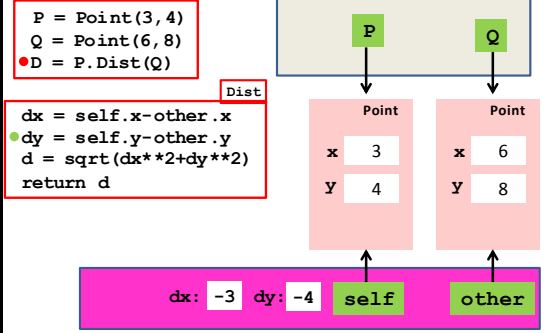 P = Point(3,4)
Q = Point(6,8)
D = P.Dist(Q)
Dist
dx = self.x-other.x
dy = self.y-other.y
d = sqrt(dx**2+dy**2)
return d
P
Q
Point
x 3
y 4
Point
x 6
y 8
dx: -3 dy: -4 self other